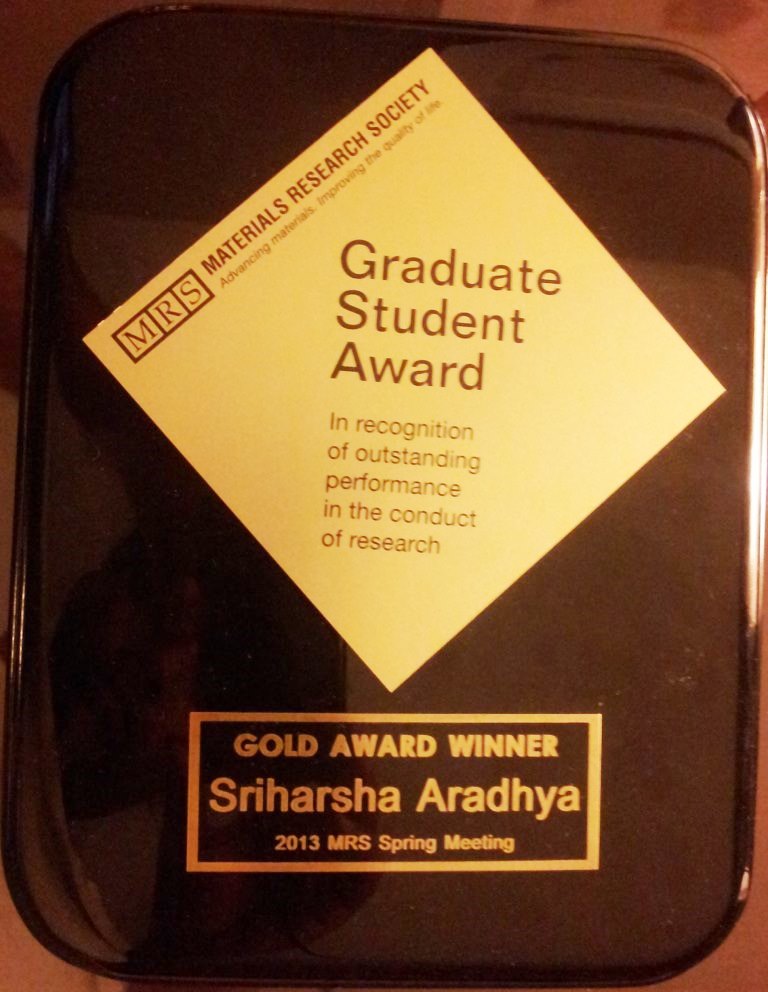 MRS MATERIALS RESEARCH SOCIETY
Advancing materials. Improving the quality of life.
Graduate
Student
Award
In recognition
of outstanding
performance
in the conduct
of research
GOLD AWARD WINNER
Sriharsha Aradhya
2013 MRS Spring Meeting